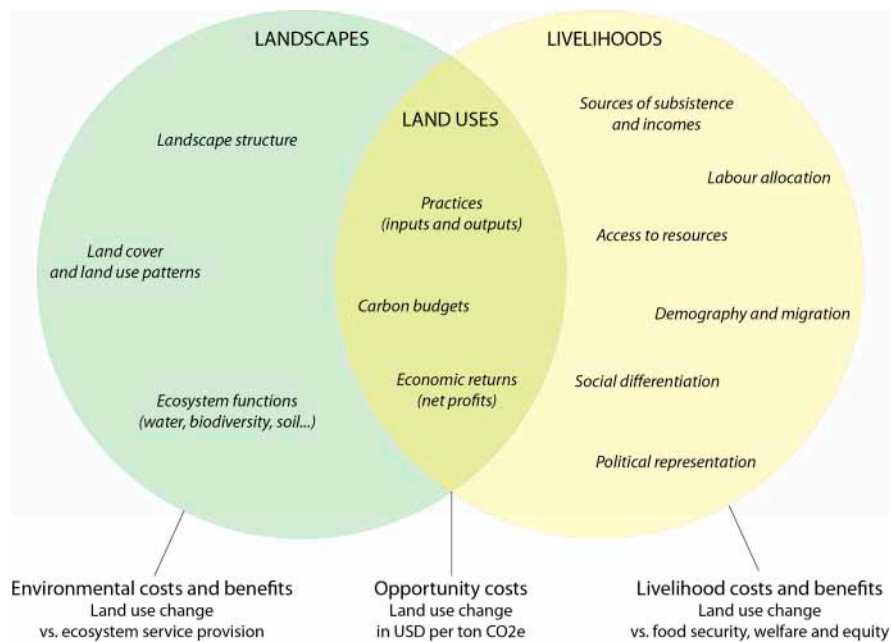 LANDSCAPES
LIVELIHOODS
LAND USES
Landscape structure
Land cover
and land use patterns
Ecosystem functions
(water, biodiversity, soil...)
Practices
(inputs and outputs)
Carbon budgets
Economic returns
(net profits)
Sources of subsistence
and incomes
Labour allocation
Access to resources
Demography and migration
Social differentiation
Political representation
Environmental costs and benefits
Land use change
vs. ecosystem service provision
Opportunity costs
Land use change
in USD per ton CO2e
Livelihood costs and benefits
Land use change
vs. food security, welfare and equity